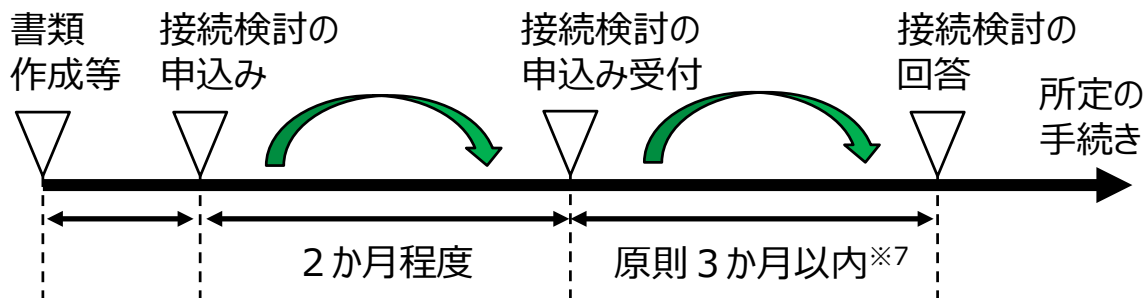 書類
作成等
接続検討の
申込み
接続検討の
申込み受付
接続検討の
回答
所定の
手続き
２か月程度
原則３か月以内※7